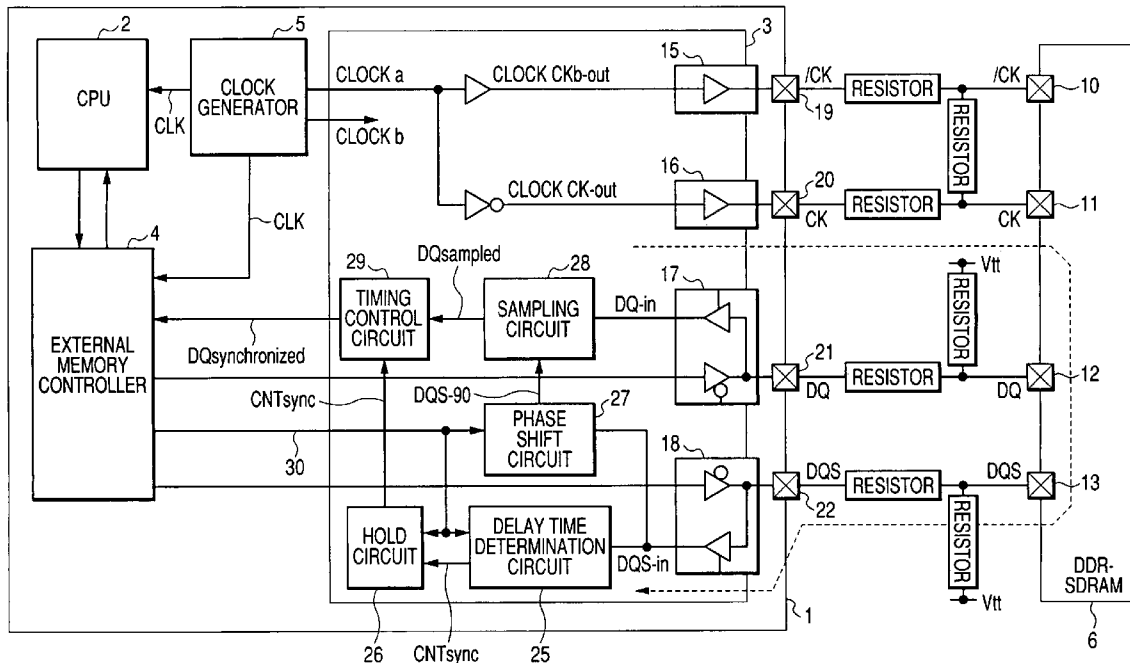 2
5
3
15
CPU
CLOCK
GENERATOR
CLK
CLOCK a
CLOCK b
CLOCK CKb-out
/CK
19
RESISTOR
/CK
10
RESISTOR
16
CLOCK CK-out
20
CK
RESISTOR
CK
11
CLK
4
EXTERNAL
MEMORY
CONTROLLER
29
TIMING
CONTROL
CIRCUIT
DQsampled
28
SAMPLING
CIRCUIT
DQ-in
17
Vtt
RESISTOR
DQsynchronized
21
DQ
RESISTOR
DQ
12
CNTsync
DQS-90
27
PHASE
SHIFT
CIRCUIT
30
18
DQS
22
RESISTOR
DQS
13
HOLD
CIRCUIT
DELAY TIME
DETERMINATION
CIRCUIT
DQS-in
RESISTOR
Vtt
DDR-
SDRAM
26
CNTsync
25
1
6